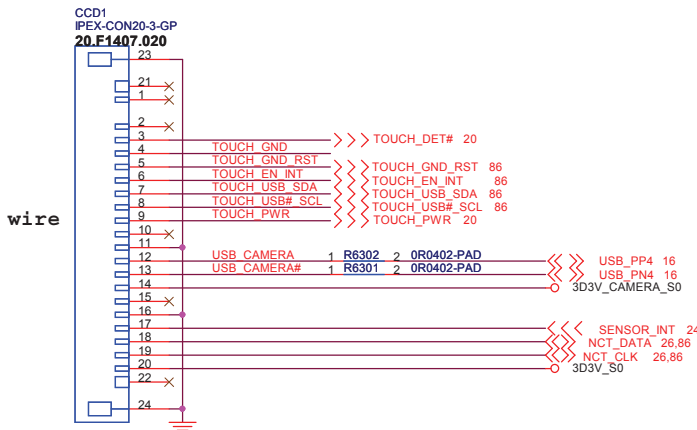 CCD1
IPEX-CON20-3-GP
20.F1407.020
23
21
1
2
3 TOUCH_DET# 20
4 TOUCH_GND
5 TOUCH_GND_RST TOUCH_GND_RST 86
6 TOUCH_EN_INT TOUCH_EN_INT 86
7 TOUCH_USB_SDA TOUCH_USB_SDA 86
8 TOUCH_USB#_SCL TOUCH_USB#_SCL 86
9 TOUCH_PWR TOUCH_PWR 20
wire
10
11
12 USB_CAMERA 1 R6302 2 0R0402-PAD USB_PP4 16
13 USB_CAMERA# 1 R6301 2 0R0402-PAD USB_PN4 16
14 3D3V_CAMERA_S0
15
16
17 SENSOR_INT 24
18 NCT_DATA 26,86
19 NCT_CLK 26,86
20 3D3V_S0
22
24